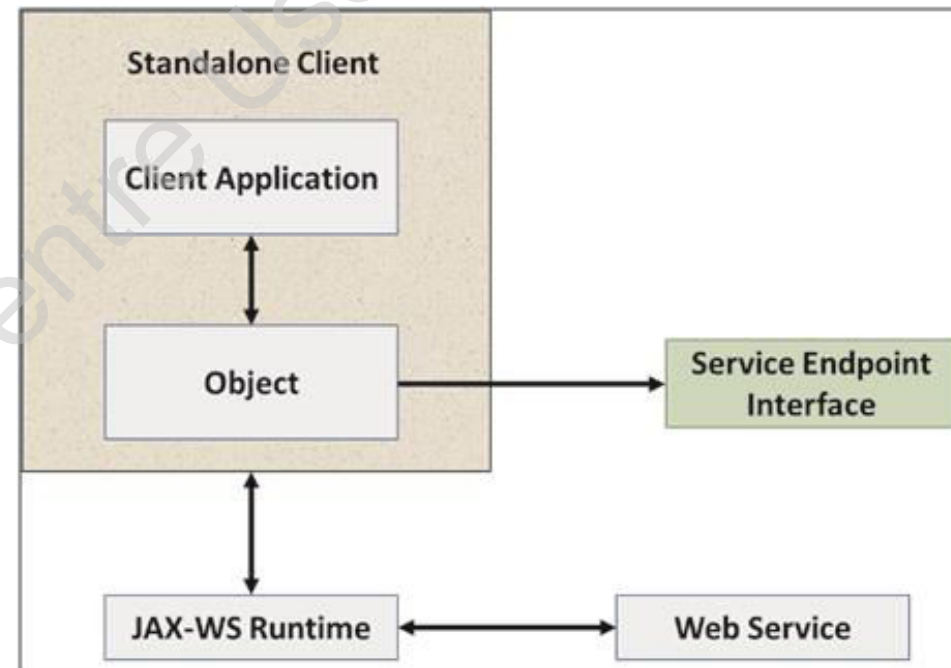 Standalone Client
Client Application
Object
Service Endpoint
Interface
JAX-WS Runtime
Web Service